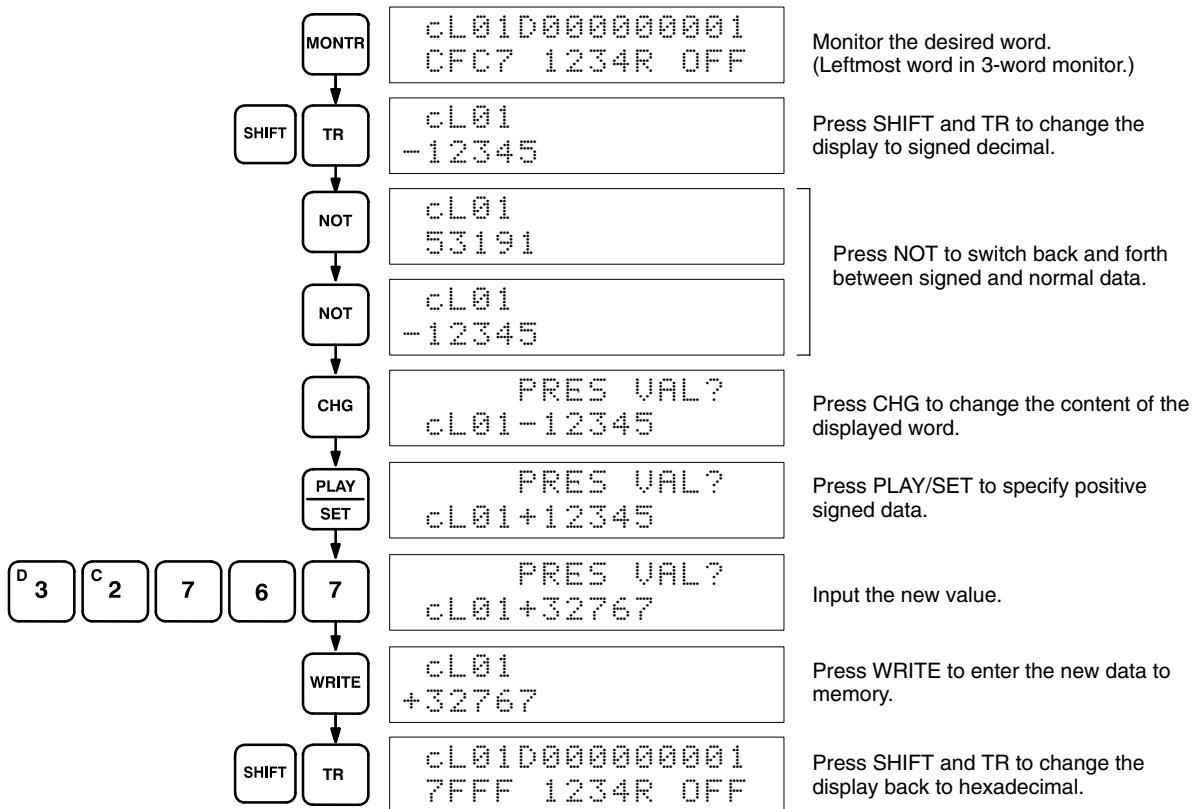 MONTR
cL01D000000001
CFC7 1234R OFF
Monitor the desired word.
(Leftmost word in 3-word monitor.)
SHIFT
TR
cL01
-12345
Press SHIFT and TR to change the
display to signed decimal.
NOT
cL01
53191
NOT
cL01
-12345
Press NOT to switch back and forth
between signed and normal data.
CHG
PRES VAL?
cL01-12345
Press CHG to change the content of the
displayed word.
PLAY
SET
PRES VAL?
cL01+12345
Press PLAY/SET to specify positive
signed data.
D 3
C 2
7
6
7
PRES VAL?
cL01+32767
Input the new value.
WRITE
cL01
+32767
Press WRITE to enter the new data to
memory.
SHIFT
TR
cL01D000000001
7FFF 1234R OFF
Press SHIFT and TR to change the
display back to hexadecimal.